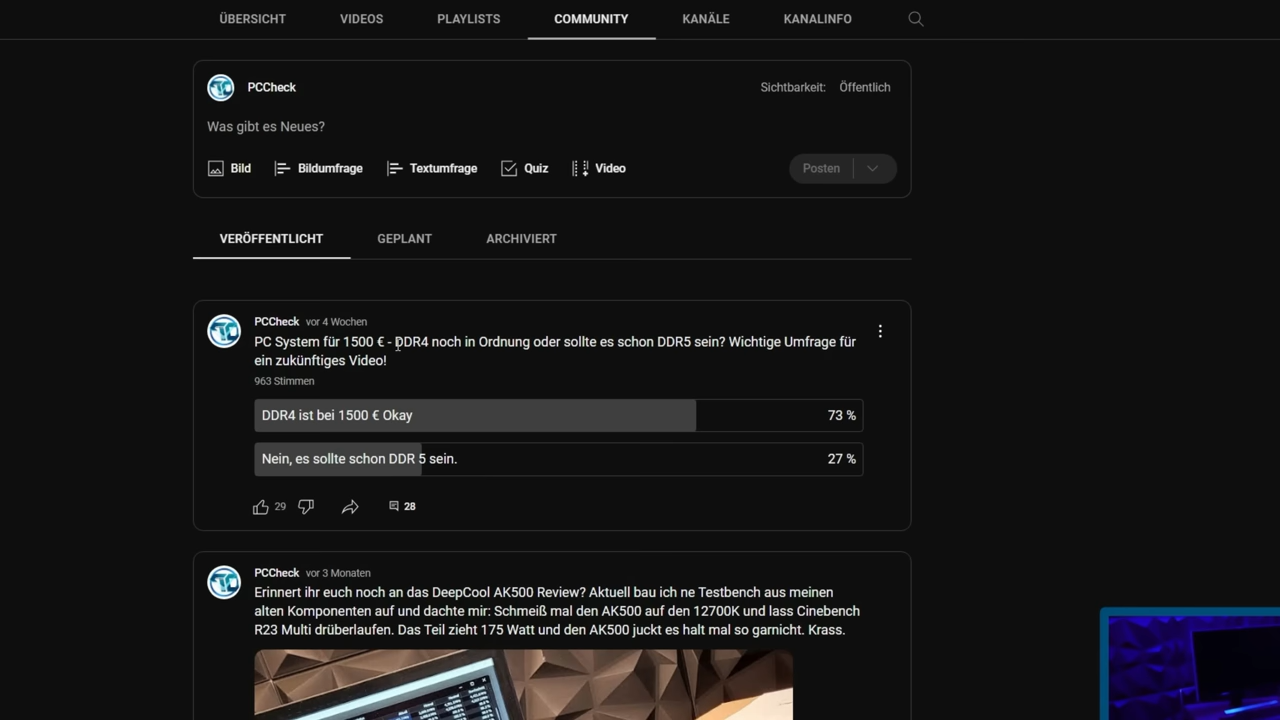 ÜBERSICHT VIDEOS PLAYLISTS COMMUNITY KANÄLE KANALINFO
PCCheck Sichtbarkeit: Öffentlich
Was gibt es Neues?
Bild Bildumfrage Textumfrage Quiz Video Posten
VERÖFFENTLICHT GEPLANT ARCHIVIERT
PCCheck vor 4 Wochen
PC System für 1500 € - DDR4 noch in Ordnung oder sollte es schon DDR5 sein? Wichtige Umfrage für
ein zukünftiges Video!
963 Stimmen
DDR4 ist bei 1500 € Okay 73 %
Nein, es sollte schon DDR 5 sein. 27 %
29 28
PCCheck vor 3 Monaten
Erinnert ihr euch noch an das DeepCool AK500 Review? Aktuell bau ich ne Testbench aus meinen
alten Komponenten auf und dachte mir: Schmeiß mal den AK500 auf den 12700K und lass Cinebench
R23 Multi drüberlaufen. Das Teil zieht 175 Watt und den AK500 juckt es halt mal so garnicht. Krass.